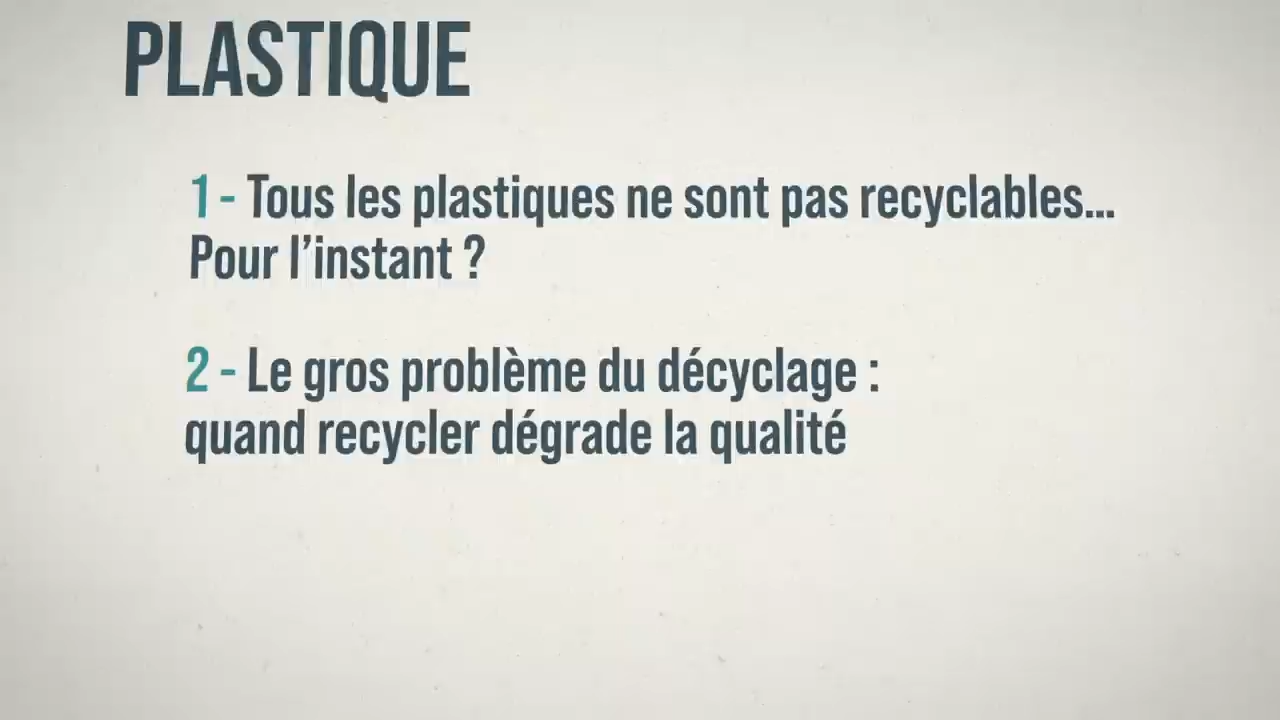 PLASTIQUE
1 - Tous les plastiques ne sont pas recyclables...
Pour l'instant ?
2 - Le gros problème du décyclage :
quand recycler dégrade la qualité